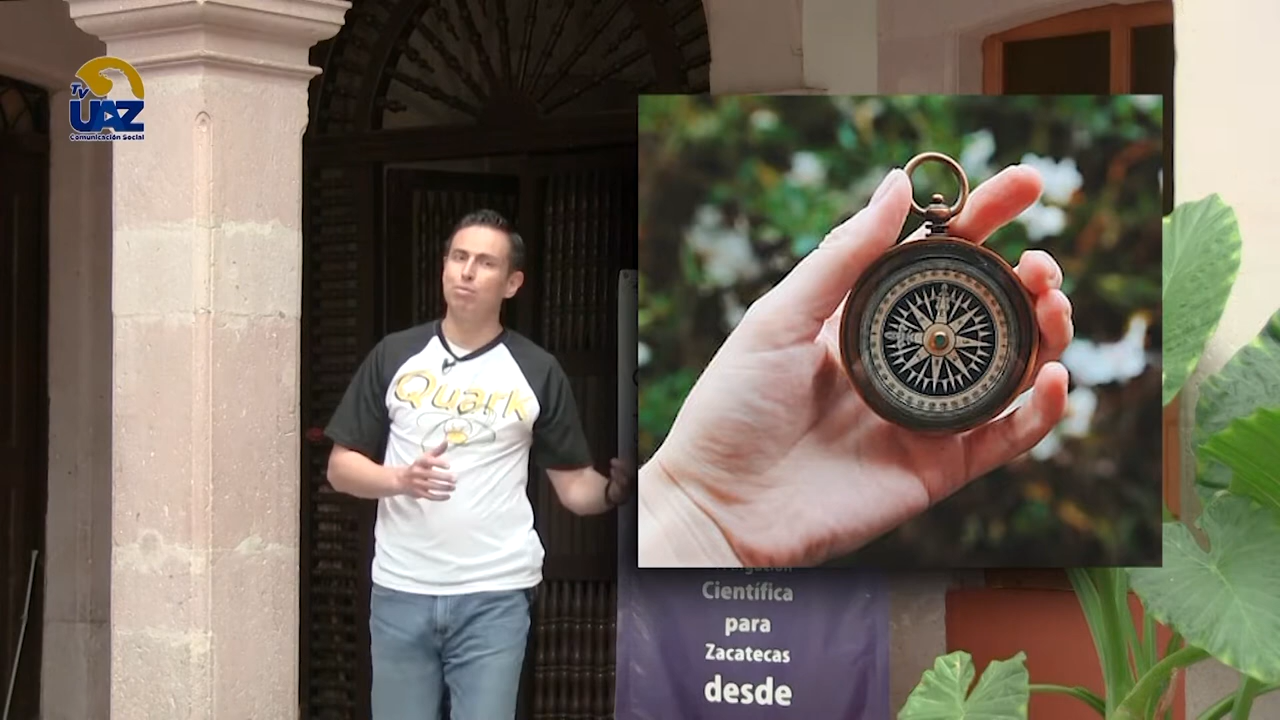 Tv
UAZ
Comunicación Social
Quark
Científica
para
Zacatecas
desde